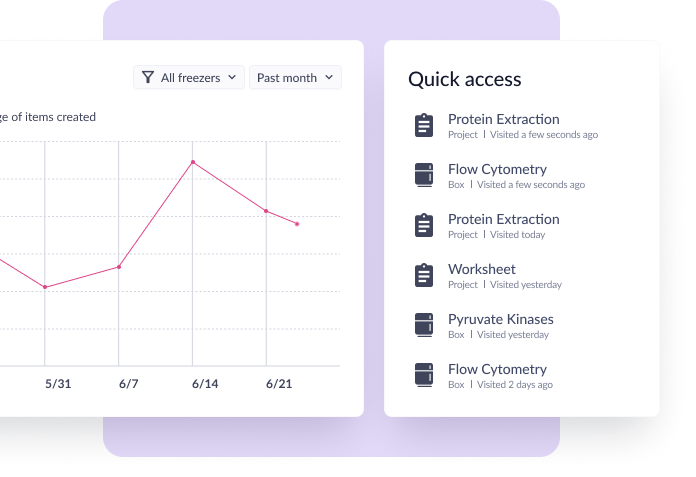 All freezers
Past month
of items created
5/31 6/7 6/14 6/21
Quick access
Protein Extraction
Project | Visited a few seconds ago
Flow Cytometry
Box | Visited a few seconds ago
Protein Extraction
Project | Visited today
Worksheet
Project | Visited yesterday
Pyruvate Kinases
Box | Visited yesterday
Flow Cytometry
Box | Visited 2 days ago